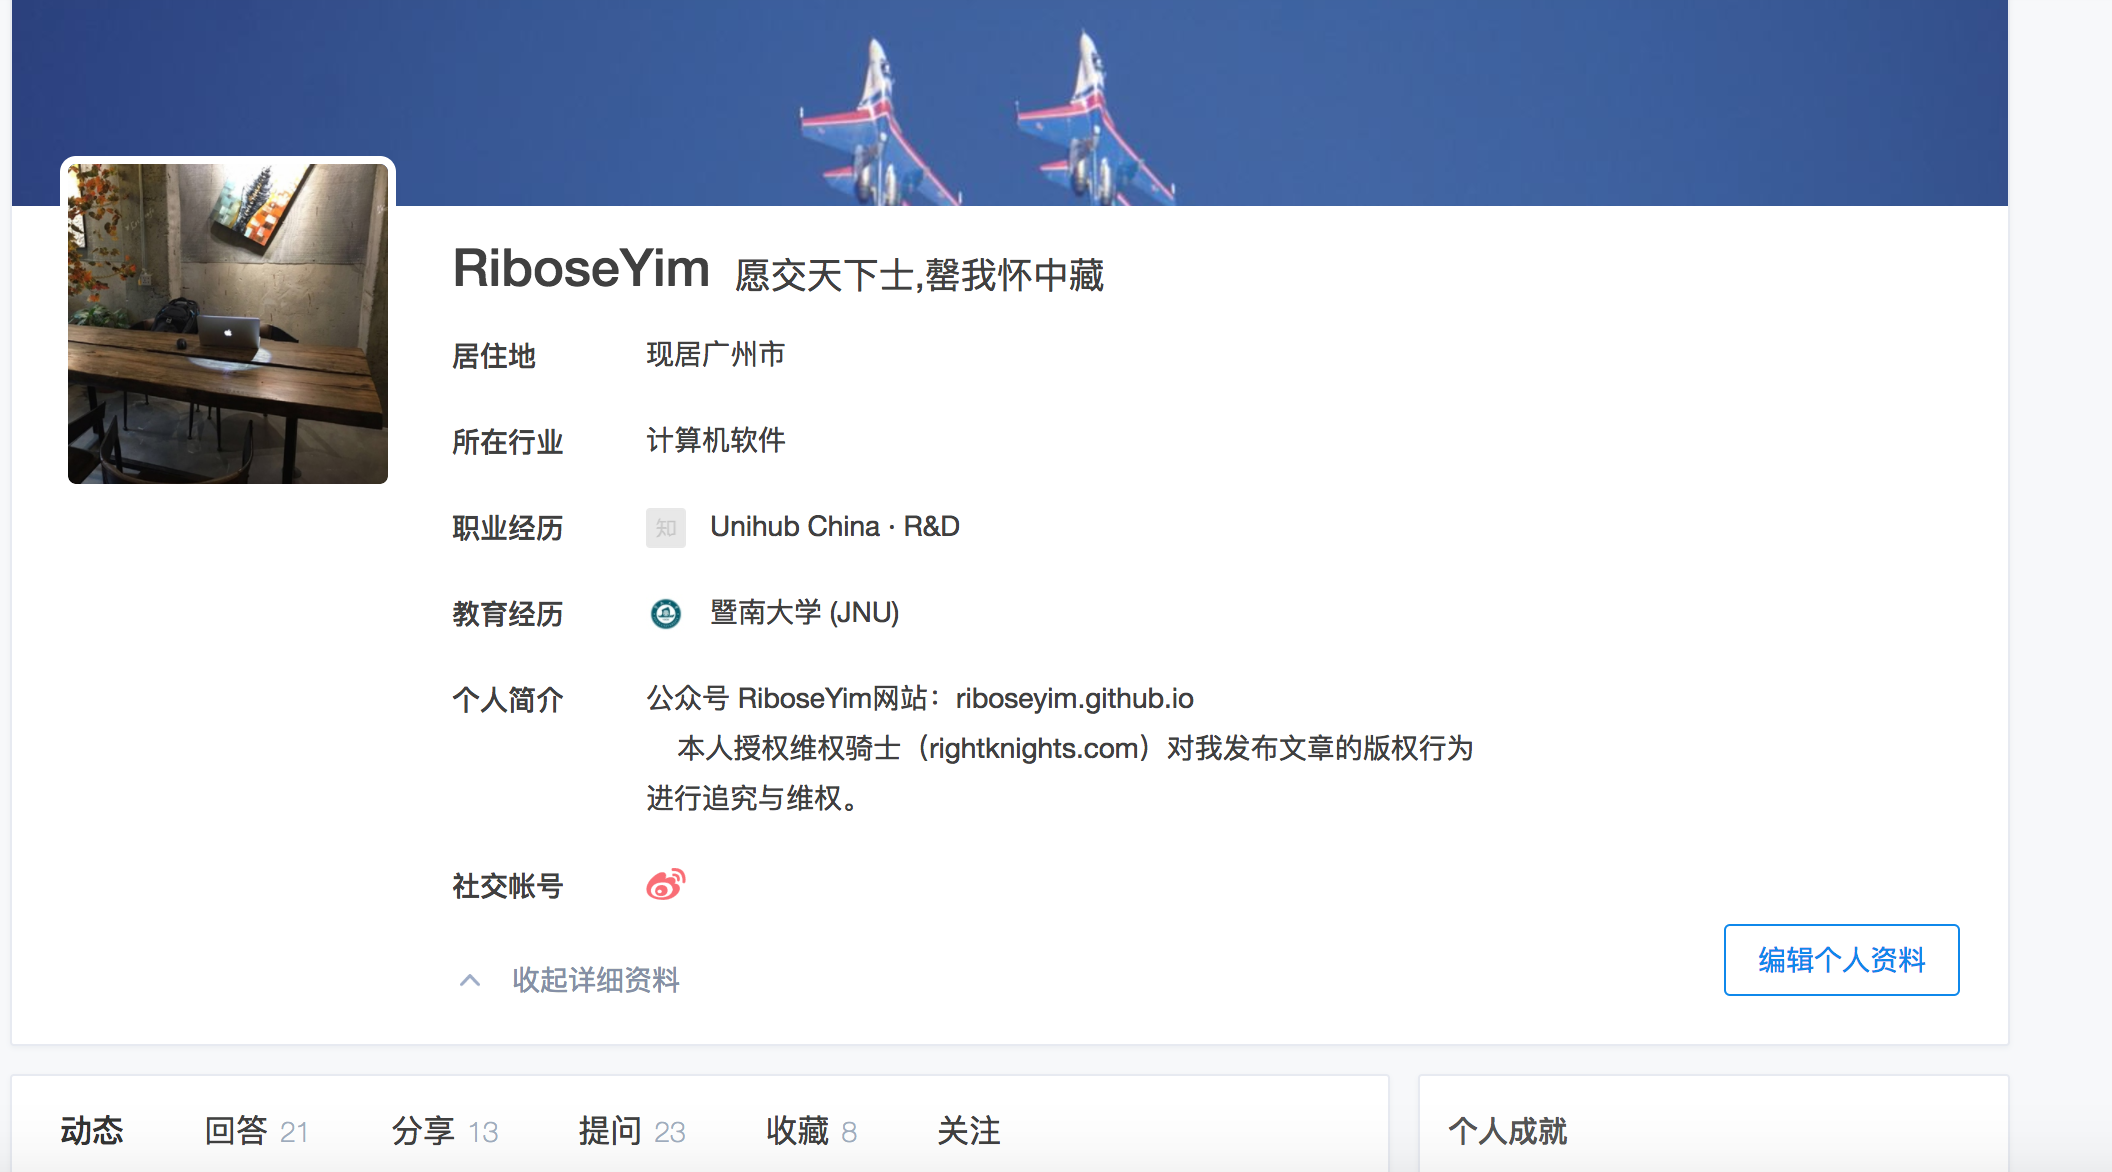 RiboseYim 愿交天下士,罄我怀中藏
居住地 现居广州市
所在行业 计算机软件
职业经历 知 Unihub China · R&D
教育经历 暨南大学 (JNU)
个人简介 公众号 RiboseYim网站：riboseyim.github.io
本人授权维权骑士（rightknights.com）对我发布文章的版权行为
进行追究与维权。
社交帐号
收起详细资料
编辑个人资料
动态 回答 21 分享 13 提问 23 收藏 8 关注
个人成就